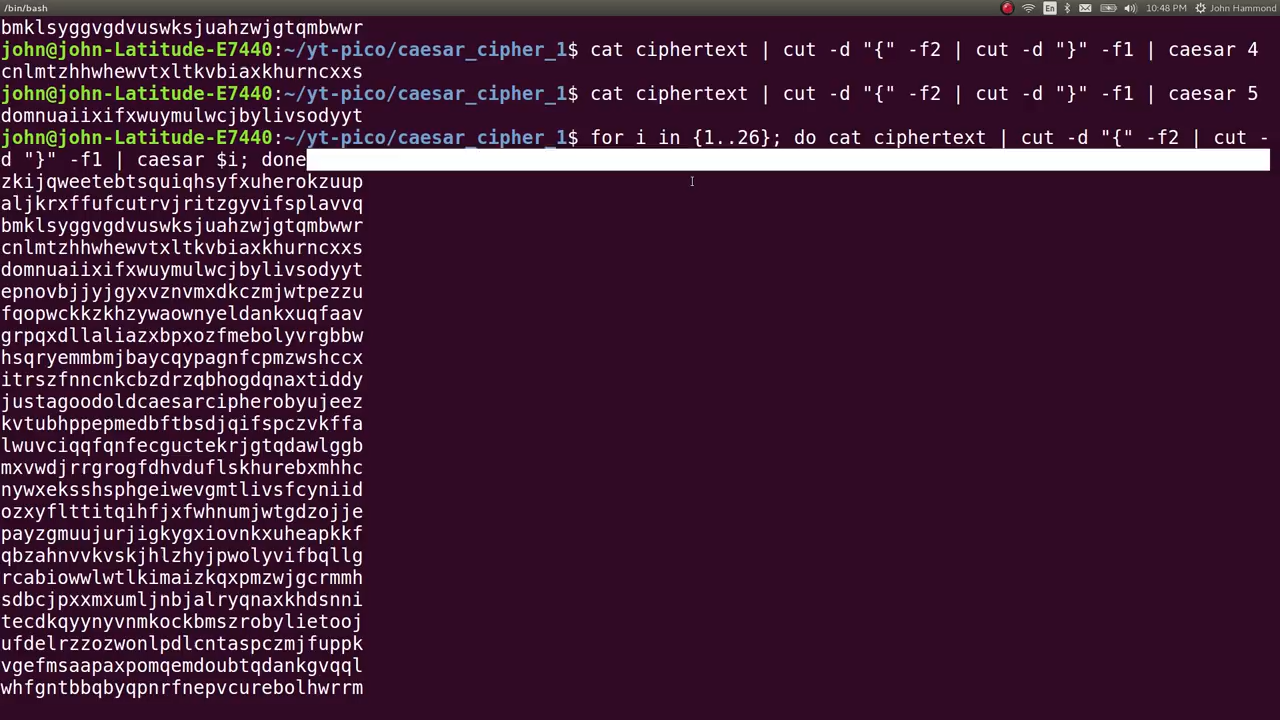 /bin/bash
En
10:48 PM
John Hammond
bmklsyggvgdvuswksjuahzwjgtqmbwwr
john@john-Latitude-E7440:~/yt-pico/caesar_cipher_1$ cat ciphertext | cut -d "{" -f2 | cut -d "}" -f1 | caesar 4
cnlmtzhhwhewvtxltkvbiaxkhurncxxs
john@john-Latitude-E7440:~/yt-pico/caesar_cipher_1$ cat ciphertext | cut -d "{" -f2 | cut -d "}" -f1 | caesar 5
domnuaiixifxwuymulwcjbylivsodyyt
john@john-Latitude-E7440:~/yt-pico/caesar_cipher_1$ for i in {1..26}; do cat ciphertext | cut -d "{" -f2 | cut -
d "}" -f1 | caesar $i; done
zkijqweetebtsquiqhsyfxuherokzuup
aljkrxffufcutrvjritzgyvifsplavvq
bmklsyggvgdvuswksjuahzwjgtqmbwwr
cnlmtzhhwhewvtxltkvbiaxkhurncxxs
domnuaiixifxwuymulwcjbylivsodyyt
epnovbjjyjgyxvznvmxdkczmjwtpezzu
fqopwckkzkhzywaownyeldankxuqfaav
grpqxdllaliazxbpxozfmebolyvrgbbw
hsqryemmbmjbaycqypagnfcpmzwshccx
itrszfnncnkcbzdrzqbhogdqnaxtiddy
justagoodoldcaesarcipherobyujeez
kvtubhppepmedbftbsdjqifspczvkffa
lwuvciqqfqnfecguctekrjgtqdawlggb
mxvwdjrrgrogfdhvduflskhurebxmhhc
nywxeksshsphgeiwevgmtlivsfcyniid
ozxyflttitqihfjxfwhnumjwtgdzojje
payzgmuujurjigkygxiovnkxuheapkkf
qbzahnvvkvskjhlzhyjpwolyvifbqllg
rcabiowwlwtlkimaizkqxpmzwjgcrmmh
sdbcjpxxmxumljnbjalryqnaxkhdsnni
tecdkqyynyvnmkockbmszrobylietooj
ufdelrzzozwonlpdlcntaspczmjfuppk
vgefmsaapaxpomqemdoubtqdankgvqql
whfgntbbqbyqpnrfnepvcurebolhwrrm